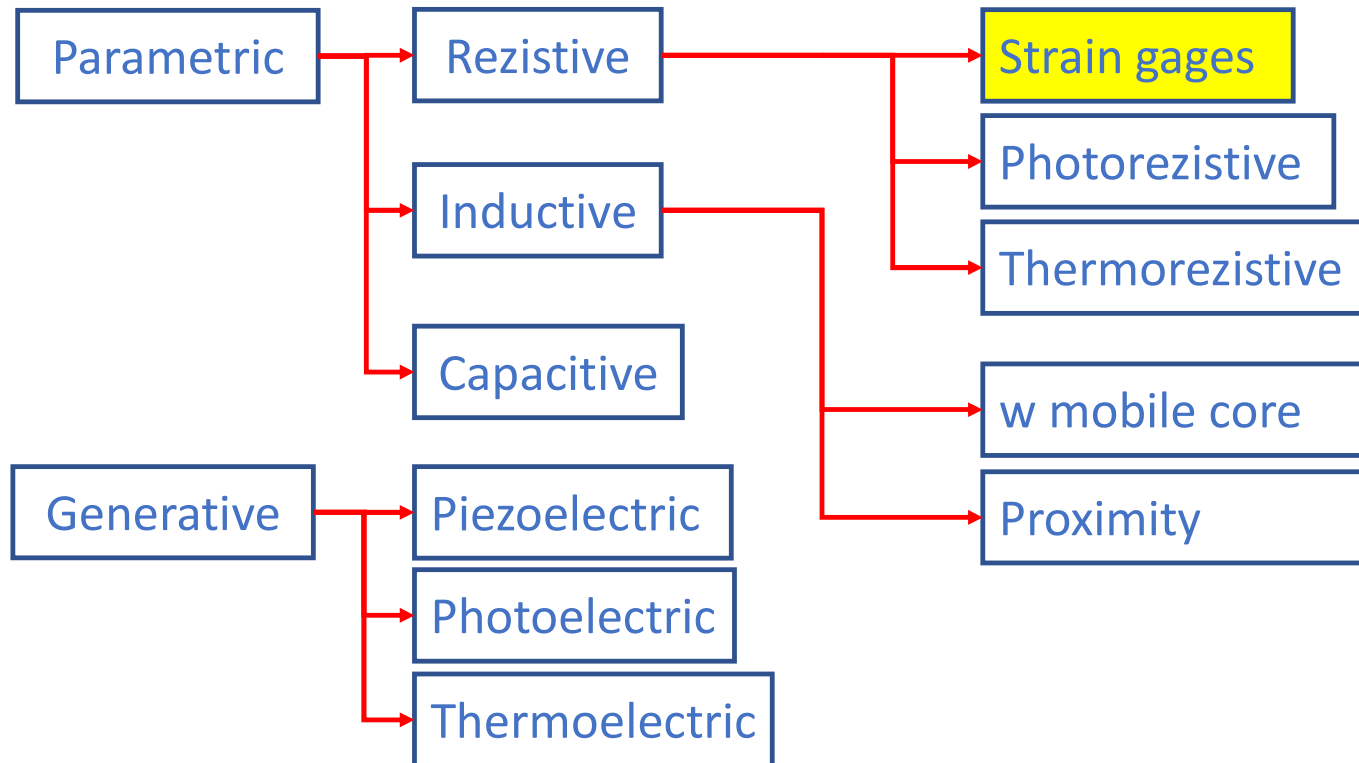 Parametric
Rezistive
Strain gages
Photorezistive
Inductive
Thermorezistive
Capacitive
w mobile core
Generative
Piezoelectric
Proximity
Photoelectric
Thermoelectric